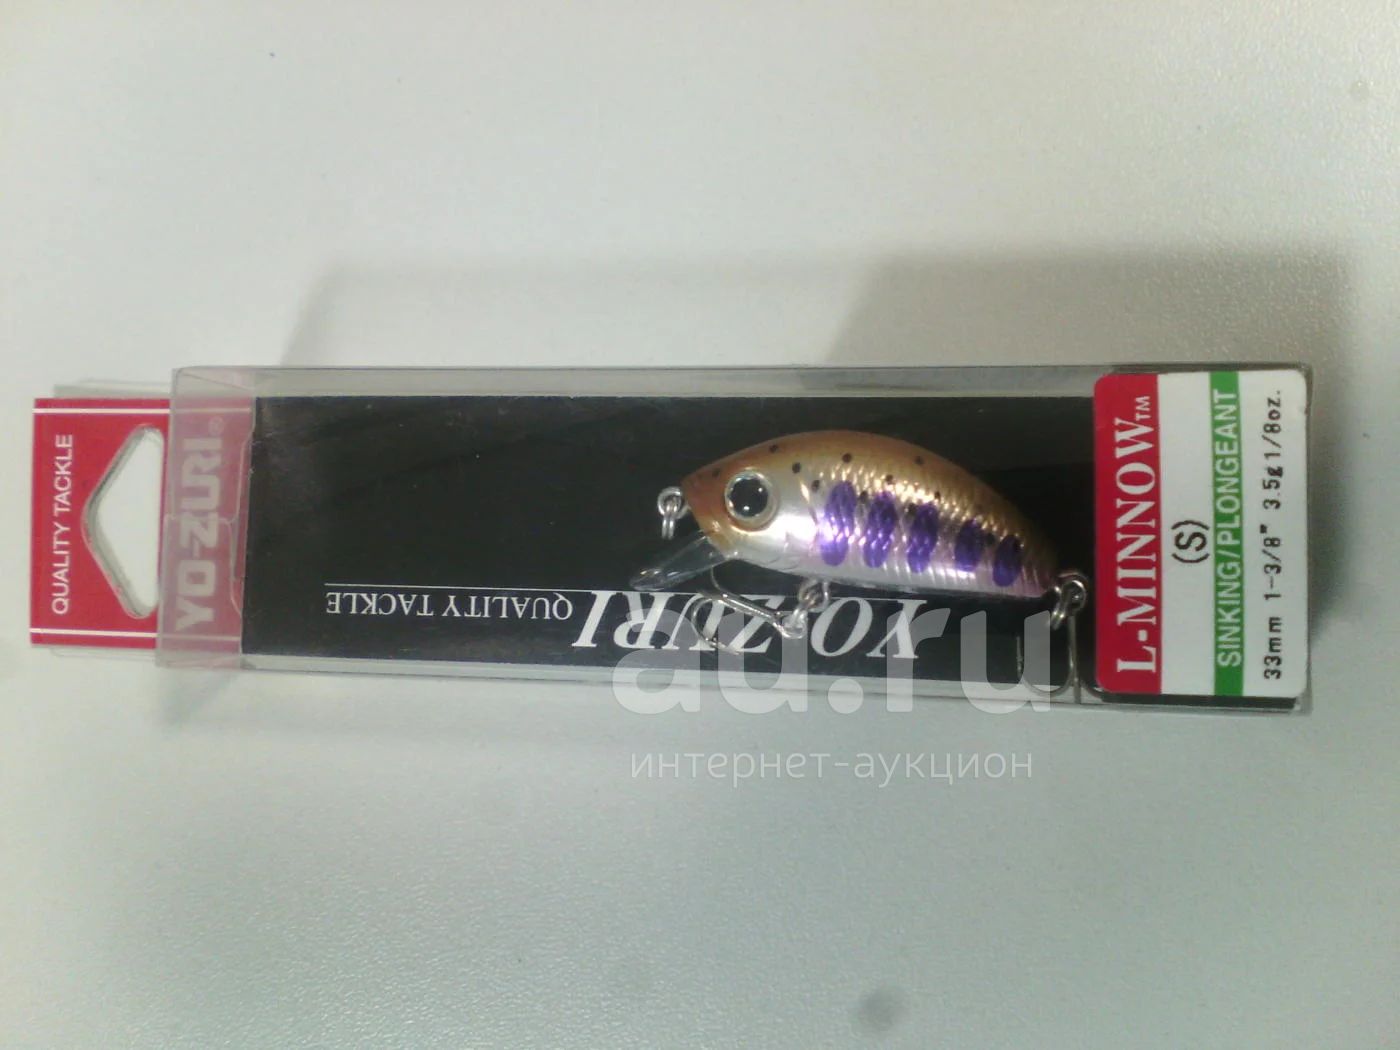 QUALITY TACKLE
YO-ZURI®
YO-ZURI
QUALITY TACKLE
L-MINNOW™
(S)
SINKING/PLONGEANT
33mm 1-3/8" 3.5g 1/8oz.
au.ru
интернет-аукцион